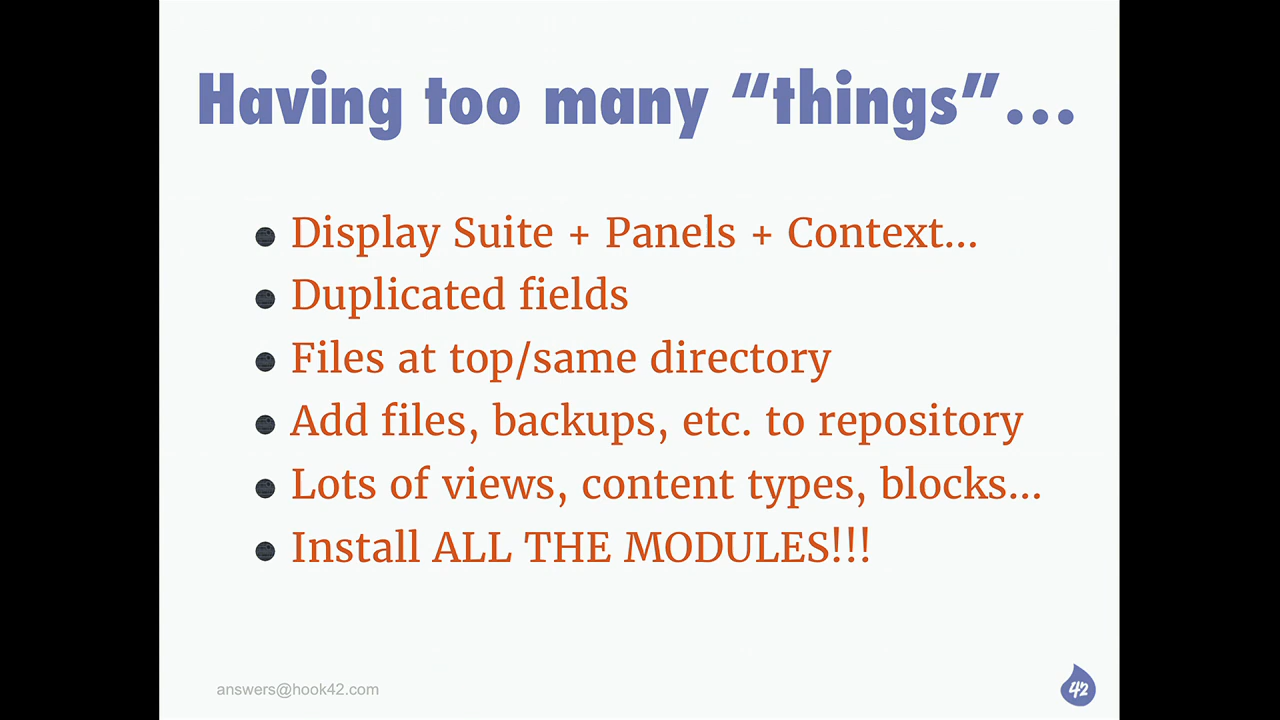 Having too many “things”...
Display Suite + Panels + Context...
Duplicated fields
Files at top/same directory
Add files, backups, etc. to repository
Lots of views, content types, blocks...
Install ALL THE MODULES!!!
answers@hook42.com
42